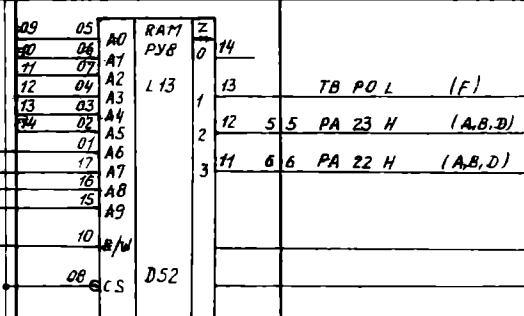 09 05 A0 RAM Z
10 06 A1 РУ8 0 14
11 07 A2
12 04 A3 L13 1 13 TB PO L (F)
13 03 A4
14 02 A5 2 12 5 5 PA 23 H (A,B,D)
01 A6
17 A7 3 11 6 6 PA 22 H (A,B,D)
16 A8
15 A9
10 R/W
08 CS D52